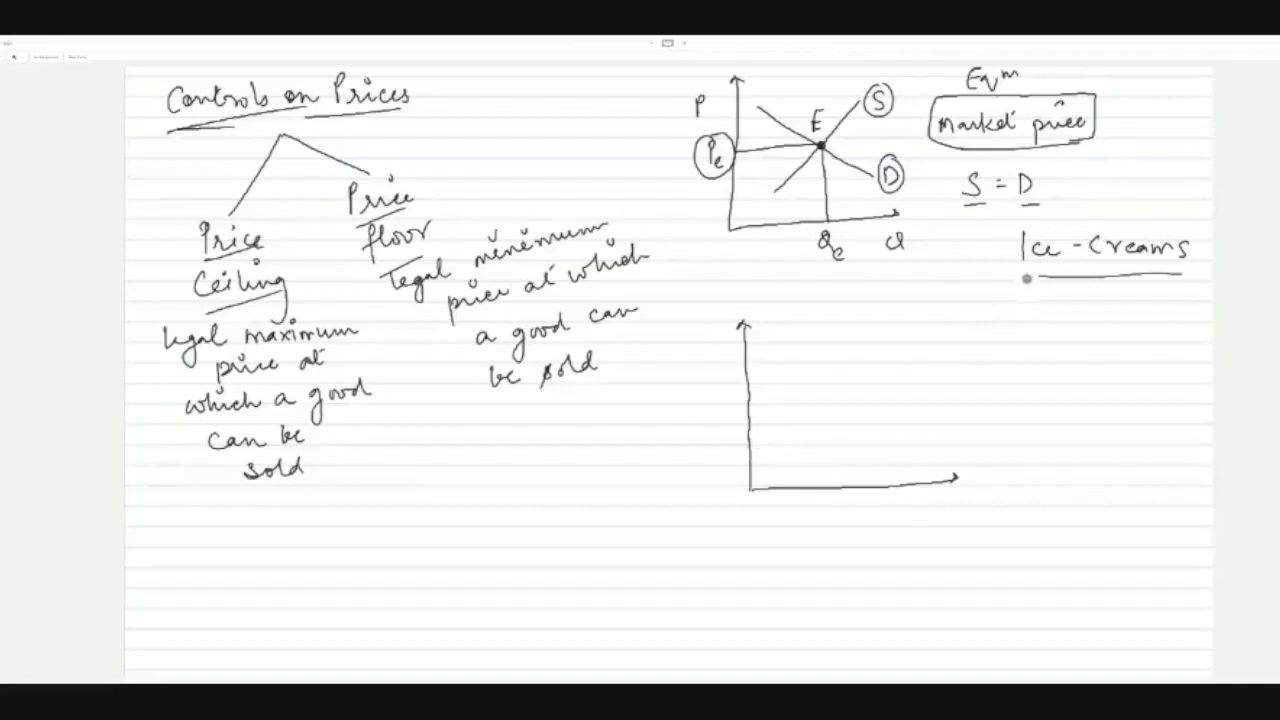 Controls on Prices
Price
Ceiling
legal maximum
price at
which a good
can be
sold
Price
floor
legal minimum
price at which
a good can
be sold
P
Pe
E
S
D
Qe
Q
Eqm
Market price
S = D
Ice-Creams